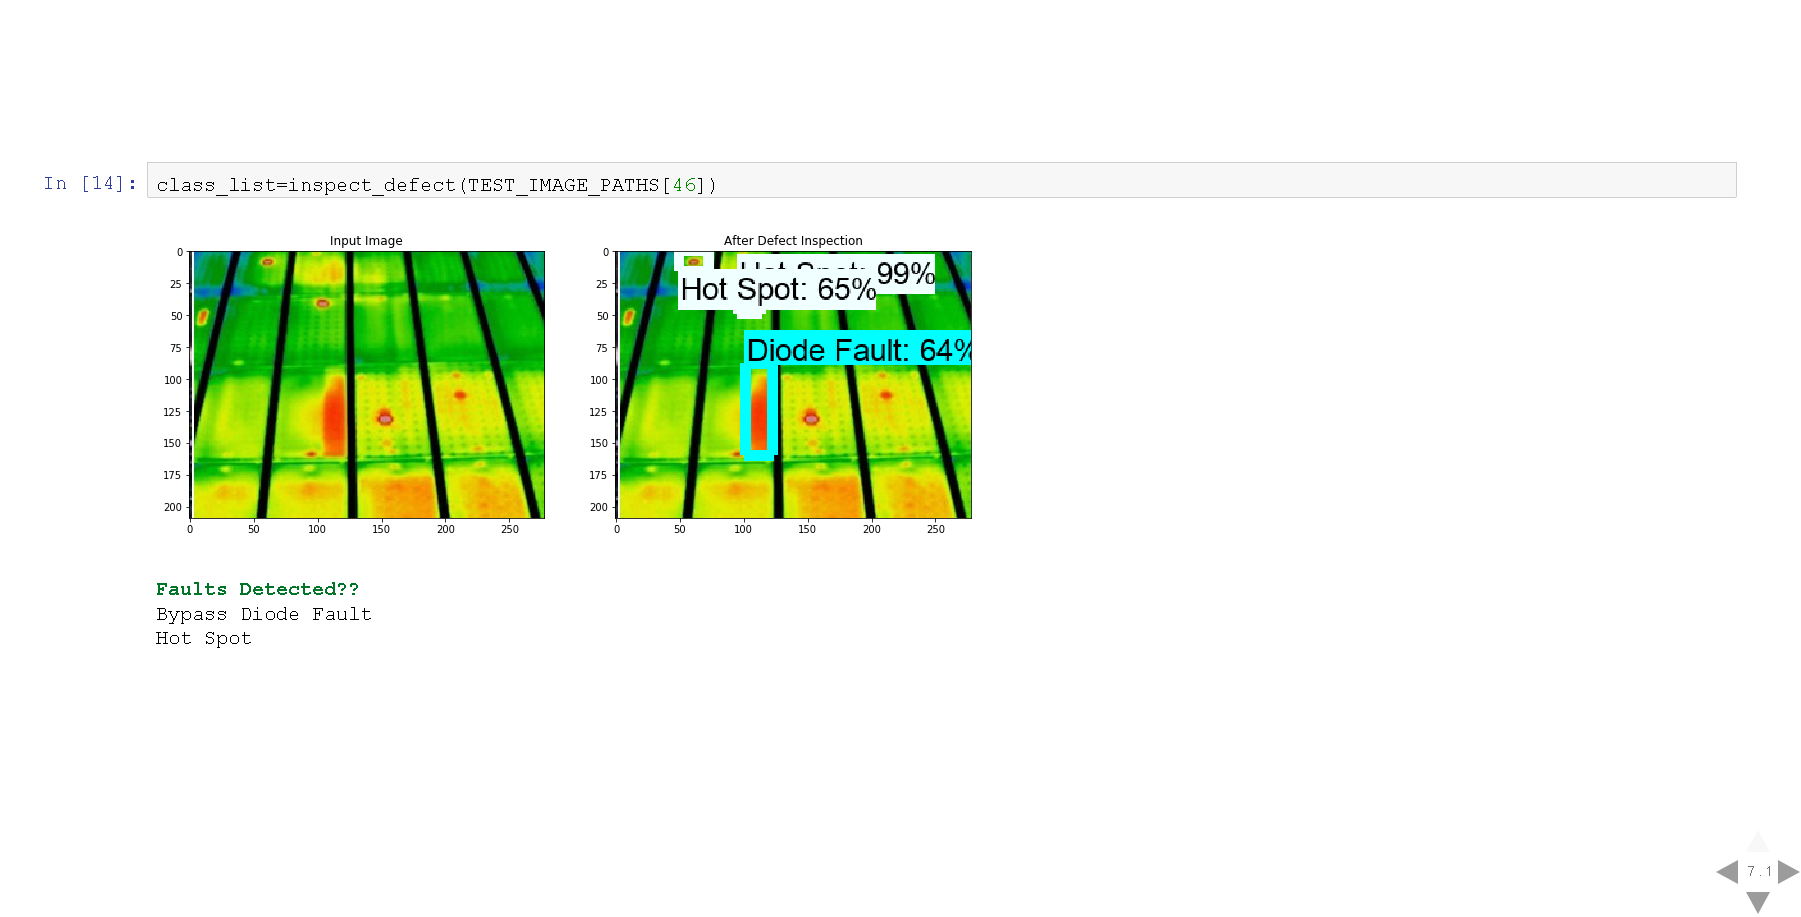 In [14]: class_list=inspect_defect(TEST_IMAGE_PATHS[46])
Input Image
After Defect Inspection
0
25
50
75
100
125
150
175
200
0 50 100 150 200 250
0
25
50
75
100
125
150
175
200
0 50 100 150 200 250
Hot Spot: 99%
Hot Spot: 65%
Diode Fault: 64%
Faults Detected??
Bypass Diode Fault
Hot Spot
7.1